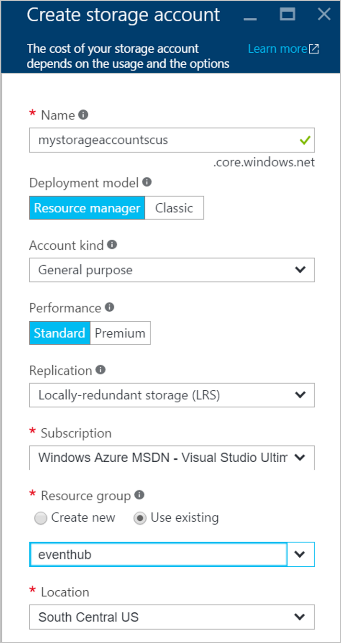 Create storage account
The cost of your storage account
depends on the usage and the options
Learn more
* Name
mystorageaccountscus
.core.windows.net
Deployment model
Resource manager Classic
Account kind
General purpose
Performance
Standard Premium
Replication
Locally-redundant storage (LRS)
* Subscription
Windows Azure MSDN - Visual Studio Ultim
* Resource group
Create new Use existing
eventhub
* Location
South Central US